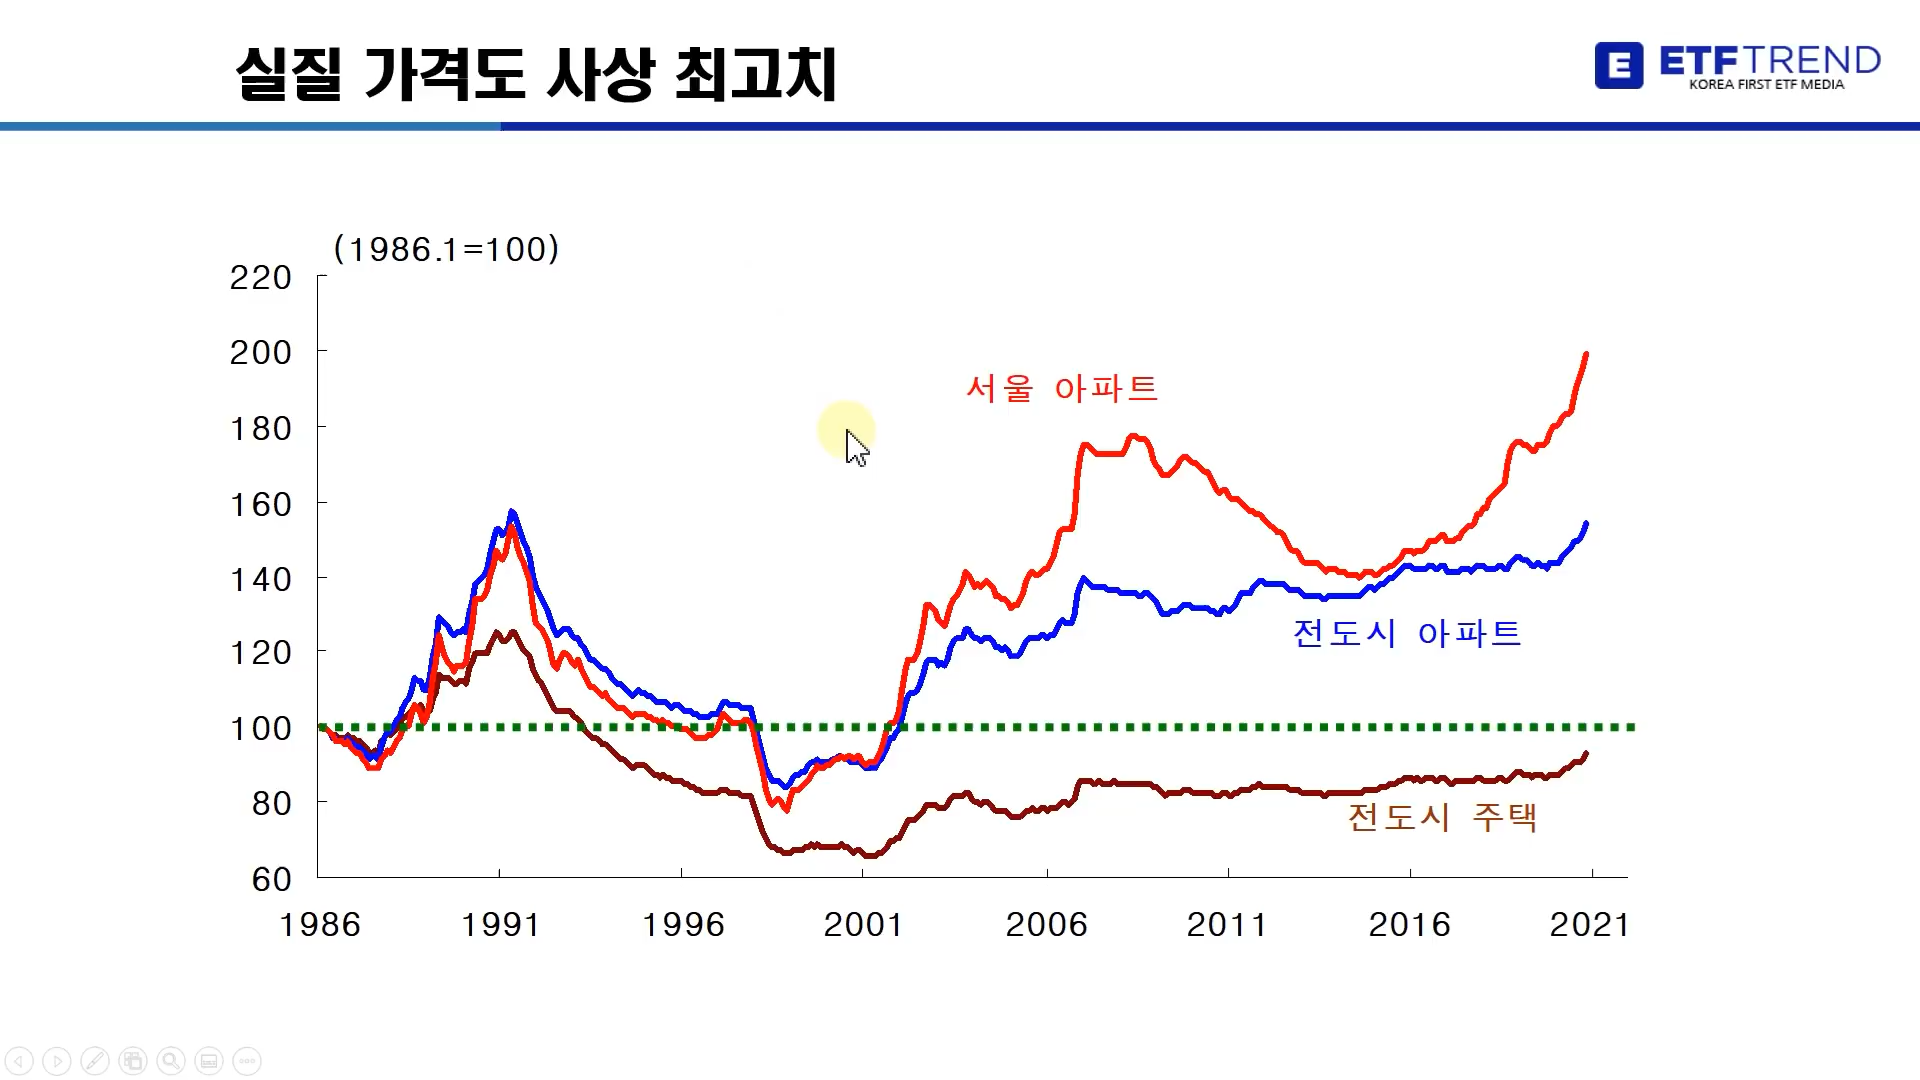 실질 가격도 사상 최고치
E ETFTREND
KOREA FIRST ETF MEDIA
(1986.1=100)
220
200
180
160
140
120
100
80
60
서울 아파트
전도시 아파트
전도시 주택
1986 1991 1996 2001 2006 2011 2016 2021